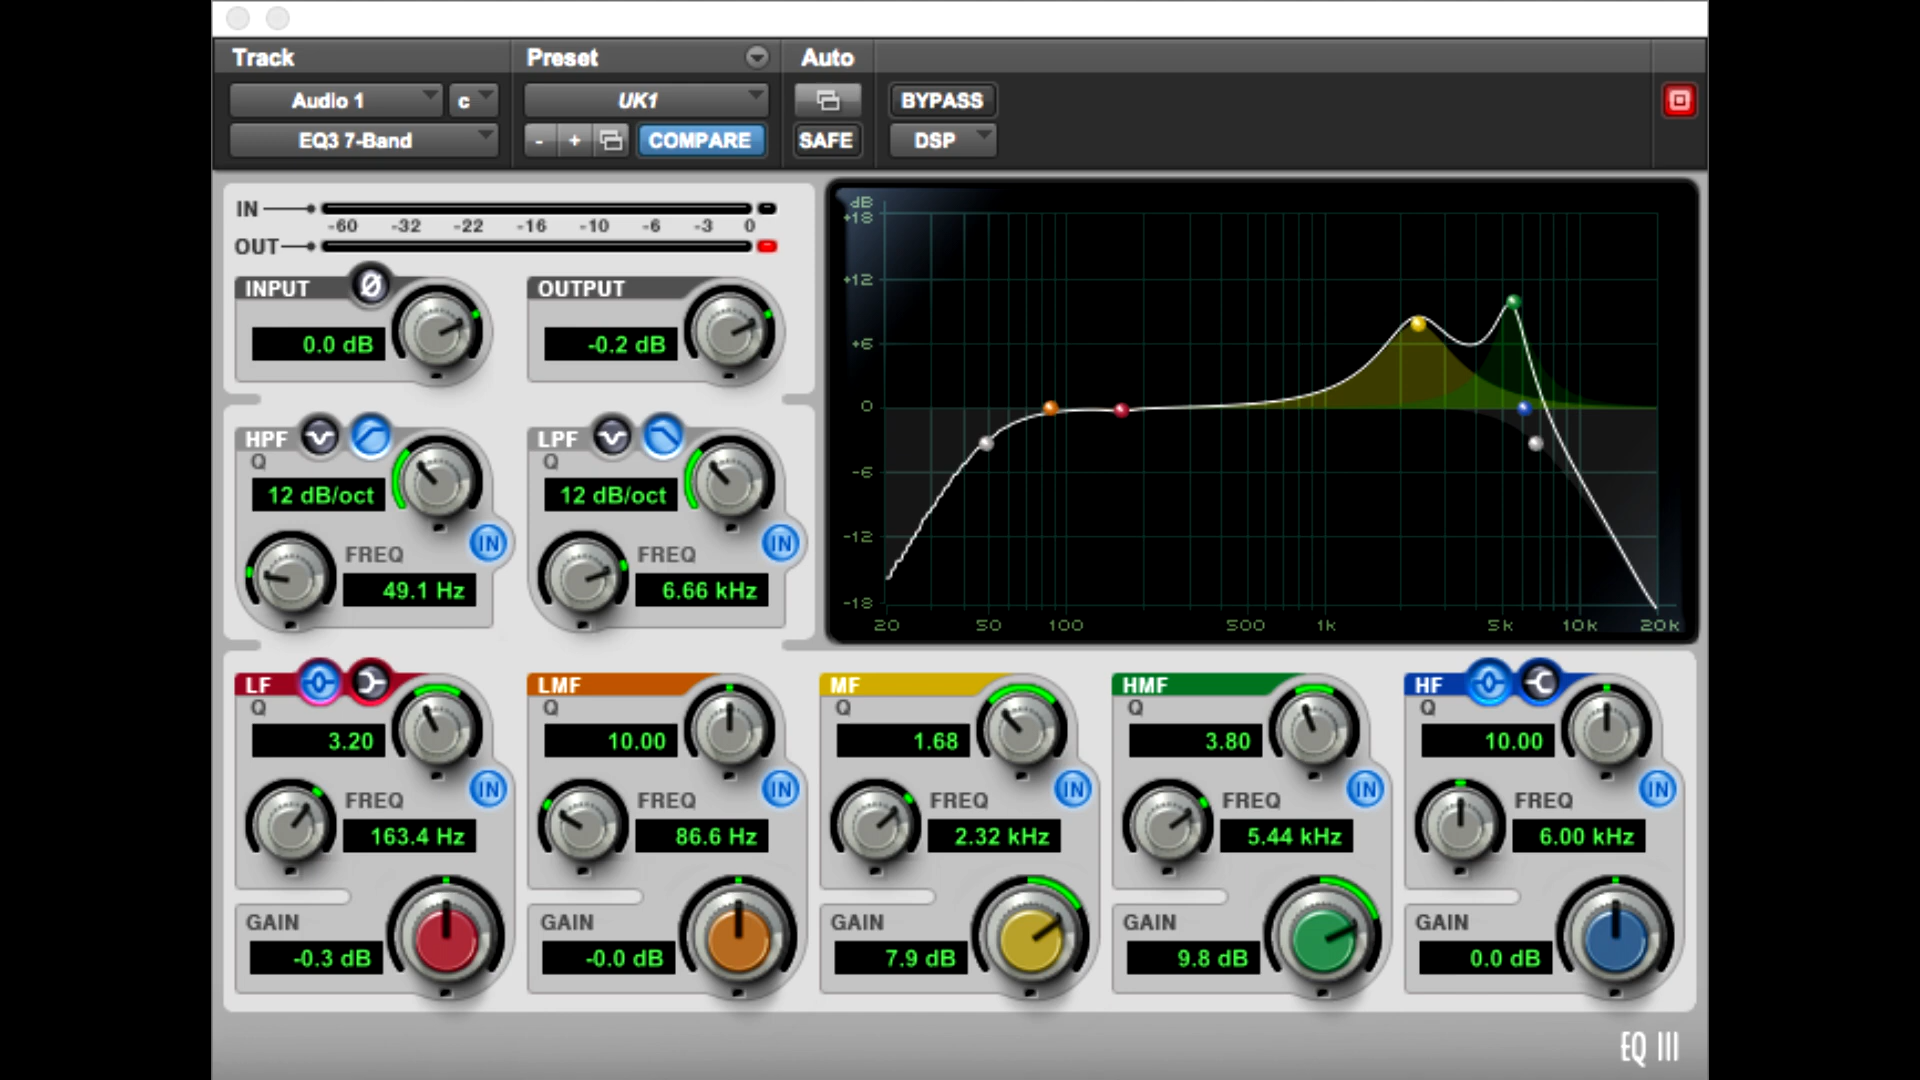 Track Preset Auto
Audio 1 c UK1 BYPASS
EQ3 7-Band - + COMPARE SAFE DSP
IN
-60 -32 -22 -16 -10 -6 -3 0
OUT
INPUT Ø OUTPUT
0.0 dB -0.2 dB
HPF LPF
Q Q
12 dB/oct 12 dB/oct
IN IN
FREQ FREQ
49.1 Hz 6.66 kHz
dB
+18
+12
+6
0
-6
-12
-18
20 50 100 500 1k 5k 10k 20k
LF LMF MF HMF HF
Q Q Q Q Q
3.20 10.00 1.68 3.80 10.00
IN IN IN IN IN
FREQ FREQ FREQ FREQ FREQ
163.4 Hz 86.6 Hz 2.32 kHz 5.44 kHz 6.00 kHz
GAIN GAIN GAIN GAIN GAIN
-0.3 dB -0.0 dB 7.9 dB 9.8 dB 0.0 dB
EQ III